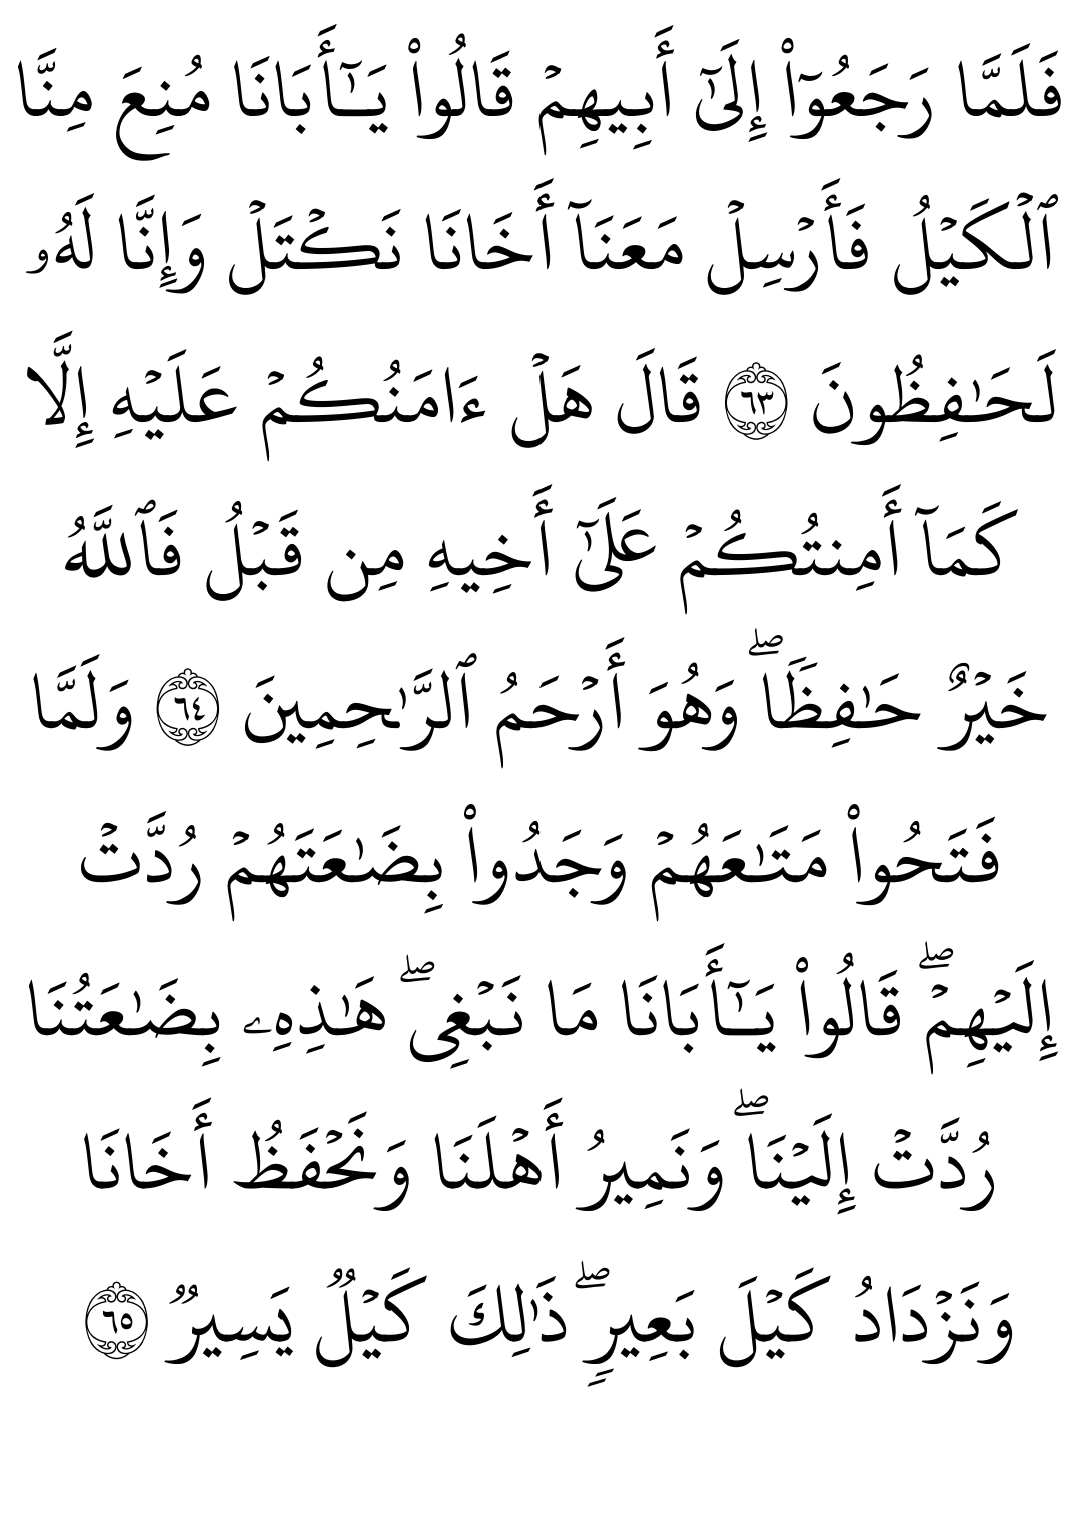 فَلَمَّا رَجَعُوٓا۟ إِلَىٰٓ أَبِيهِمْ قَالُوا۟ يَـٰٓأَبَانَا مُنِعَ مِنَّا
ٱلْكَيْلُ فَأَرْسِلْ مَعَنَآ أَخَانَا نَكْتَلْ وَإِنَّا لَهُۥ
لَحَـٰفِظُونَ ٦٣ قَالَ هَلْ ءَامَنُكُمْ عَلَيْهِ إِلَّا
كَمَآ أَمِنتُكُمْ عَلَىٰٓ أَخِيهِ مِن قَبْلُ فَٱللَّهُ
خَيْرٌ حَـٰفِظًا ۖ وَهُوَ أَرْحَمُ ٱلرَّٰحِمِينَ ٦٤ وَلَمَّا
فَتَحُوا۟ مَتَـٰعَهُمْ وَجَدُوا۟ بِضَـٰعَتَهُمْ رُدَّتْ
إِلَيْهِمْ ۖ قَالُوا۟ يَـٰٓأَبَانَا مَا نَبْغِى ۖ هَـٰذِهِۦ بِضَـٰعَتُنَا
رُدَّتْ إِلَيْنَا ۖ وَنَمِيرُ أَهْلَنَا وَنَحْفَظُ أَخَانَا
وَنَزْدَادُ كَيْلَ بَعِيرٍ ۖ ذَٰلِكَ كَيْلٌ يَسِيرٌ ٦٥